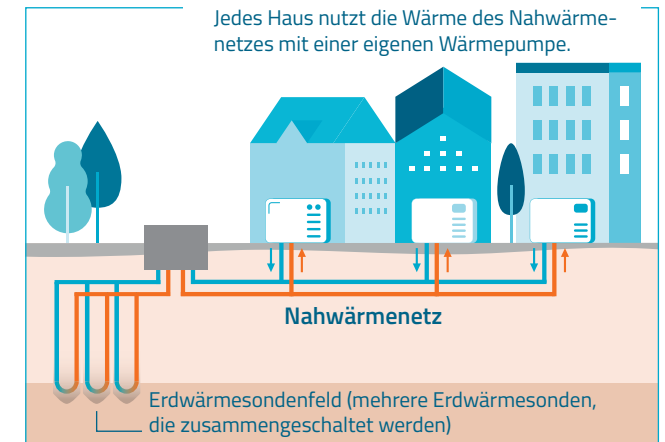 Jedes Haus nutzt die Wärme des Nahwärme-
netzes mit einer eigenen Wärmepumpe.
Nahwärmenetz
Erdwärmesondenfeld (mehrere Erdwärmesonden,
die zusammengeschaltet werden)